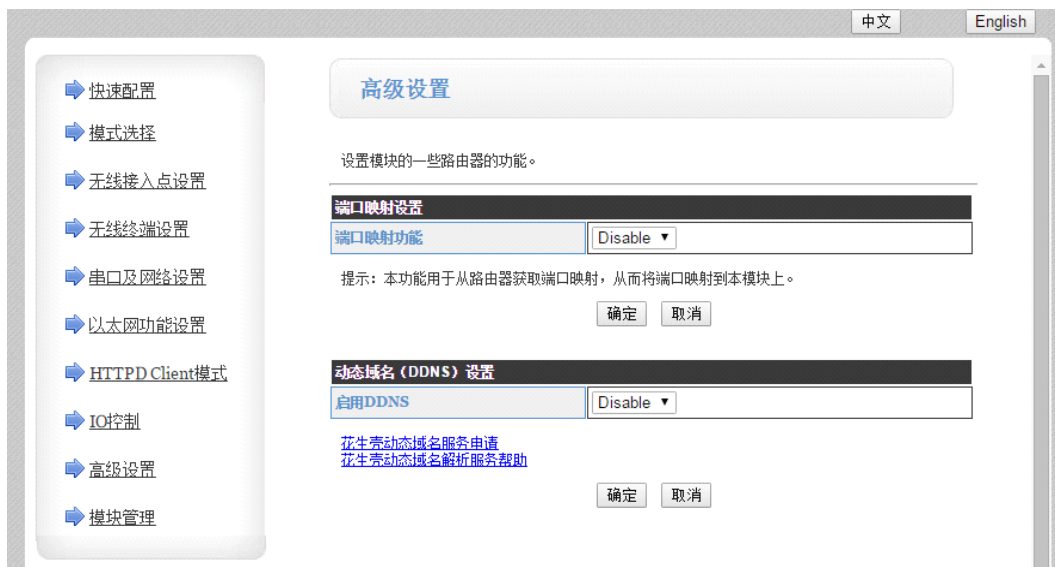 中文 English
快速配置
模式选择
无线接入点设置
无线终端设置
串口及网络设置
以太网功能设置
HTTPD Client模式
IO控制
高级设置
模块管理
高级设置
设置模块的一些路由器的功能。
端口映射设置
端口映射功能 Disable
提示：本功能用于从路由器获取端口映射，从而将端口映射到本模块上。
确定 取消
动态域名（DDNS）设置
启用DDNS Disable
花生壳动态域名服务申请
花生壳动态域名解析服务帮助
确定 取消